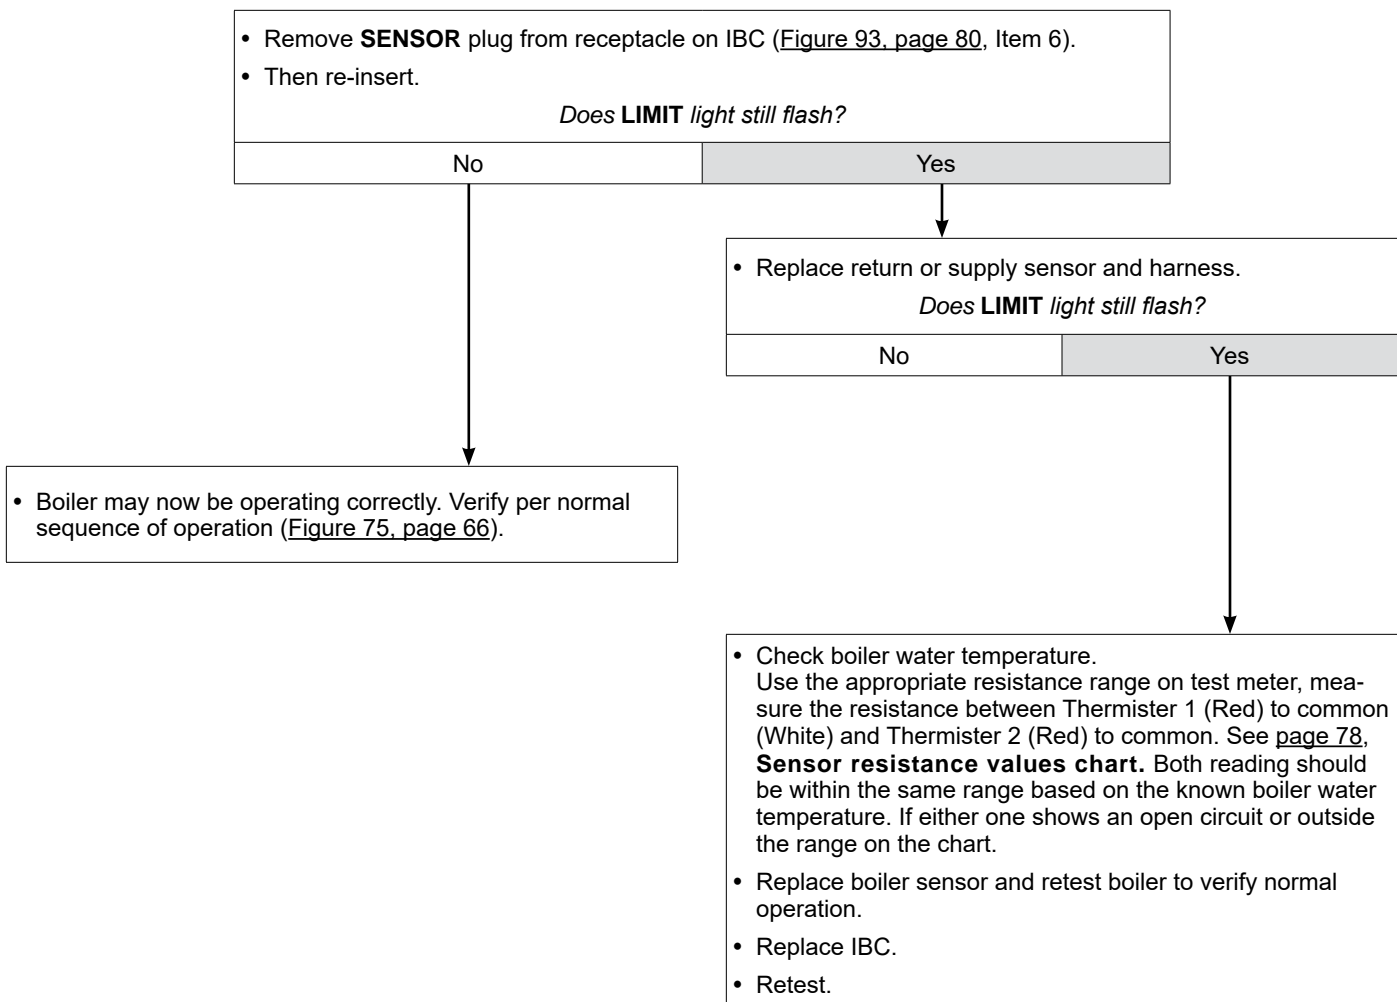 • Remove SENSOR plug from receptacle on IBC (Figure 93, page 80, Item 6).
• Then re-insert.
Does LIMIT light still flash?
No
Yes
• Replace return or supply sensor and harness.
Does LIMIT light still flash?
No
Yes
• Boiler may now be operating correctly. Verify per normal
sequence of operation (Figure 75, page 66).
• Check boiler water temperature.
Use the appropriate resistance range on test meter, mea-
sure the resistance between Thermister 1 (Red) to common
(White) and Thermister 2 (Red) to common. See page 78,
Sensor resistance values chart. Both reading should
be within the same range based on the known boiler water
temperature. If either one shows an open circuit or outside
the range on the chart.
• Replace boiler sensor and retest boiler to verify normal
operation.
• Replace IBC.
• Retest.